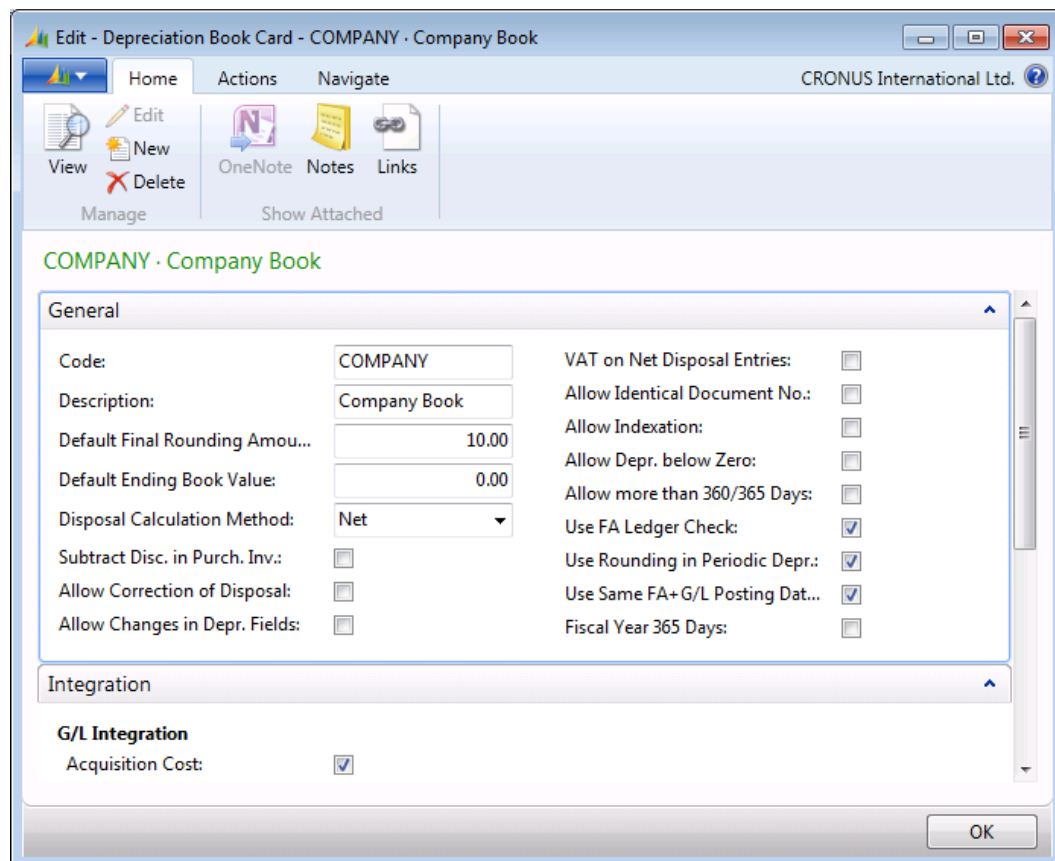 Edit - Depreciation Book Card - COMPANY · Company Book
Home Actions Navigate CRONUS International Ltd.
View
Edit
New
Delete
OneNote Notes Links
Manage Show Attached
COMPANY · Company Book
General
Code: COMPANY
Description: Company Book
Default Final Rounding Amou... 10.00
Default Ending Book Value: 0.00
Disposal Calculation Method: Net
Subtract Disc. in Purch. Inv.:
Allow Correction of Disposal:
Allow Changes in Depr. Fields:
VAT on Net Disposal Entries:
Allow Identical Document No.:
Allow Indexation:
Allow Depr. below Zero:
Allow more than 360/365 Days:
Use FA Ledger Check:
Use Rounding in Periodic Depr.:
Use Same FA+G/L Posting Dat...
Fiscal Year 365 Days:
Integration
G/L Integration
Acquisition Cost:
OK